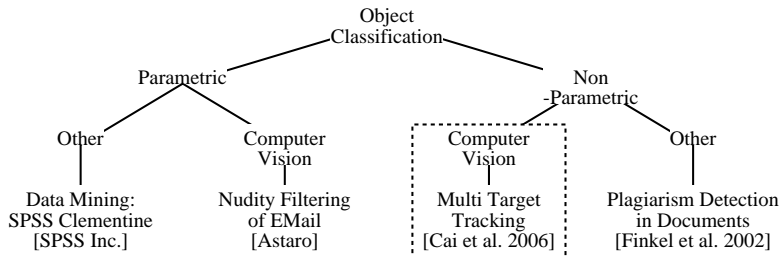 Object
Classification
Parametric
Non
-Parametric
Other
Computer
Vision
Computer
Vision
Other
Data Mining:
SPSS Clementine
[SPSS Inc.]
Nudity Filtering
of EMail
[Astaro]
Multi Target
Tracking
[Cai et al. 2006]
Plagiarism Detection
in Documents
[Finkel et al. 2002]